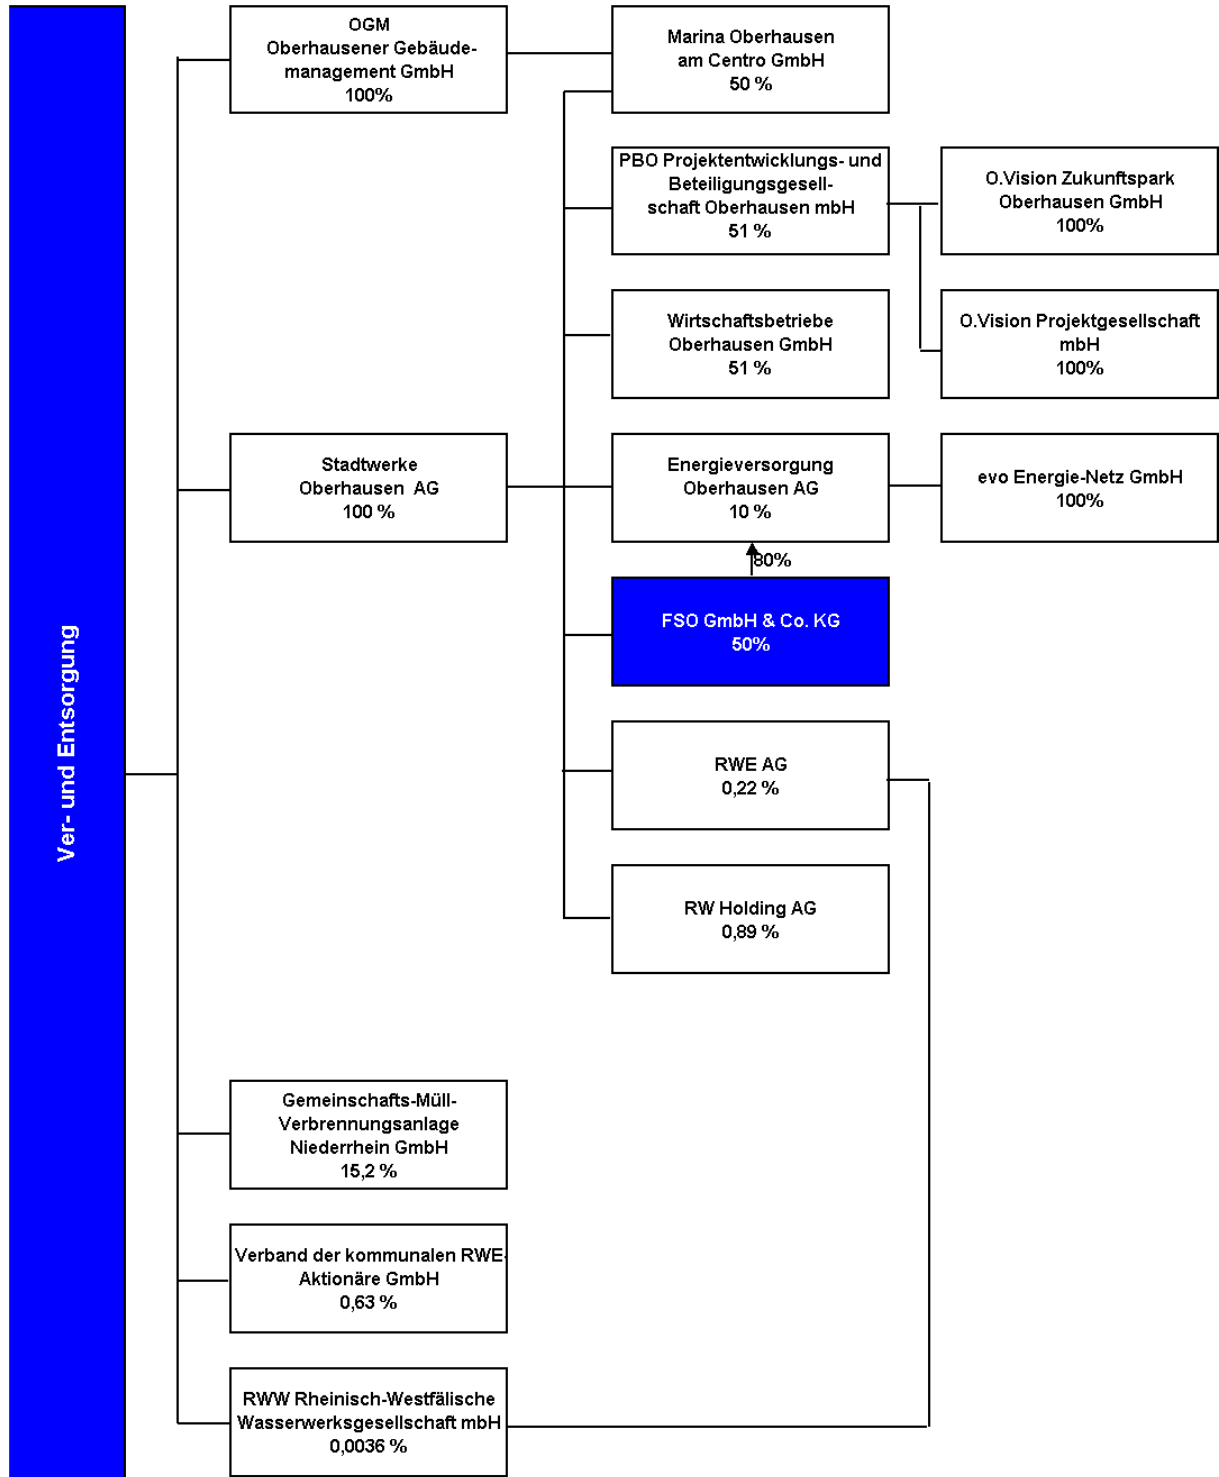 Ver- und Entsorgung
OGM
Oberhausener Gebäude-
management GmbH
100%
Marina Oberhausen
am Centro GmbH
50 %
PBO Projektentwicklungs- und
Beteiligungsgesell-
schaft Oberhausen mbH
51 %
O.Vision Zukunftspark
Oberhausen GmbH
100%
Wirtschaftsbetriebe
Oberhausen GmbH
51 %
O.Vision Projektgesellschaft
mbH
100%
Stadtwerke
Oberhausen AG
100 %
Energieversorgung
Oberhausen AG
10 %
evo Energie-Netz GmbH
100%
80%
FSO GmbH & Co. KG
50%
RWE AG
0,22 %
RW Holding AG
0,89 %
Gemeinschafts-Müll-
Verbrennungsanlage
Niederrhein GmbH
15,2 %
Verband der kommunalen RWE-
Aktionäre GmbH
0,63 %
RWW Rheinisch-Westfälische
Wasserwerksgesellschaft mbH
0,0036 %